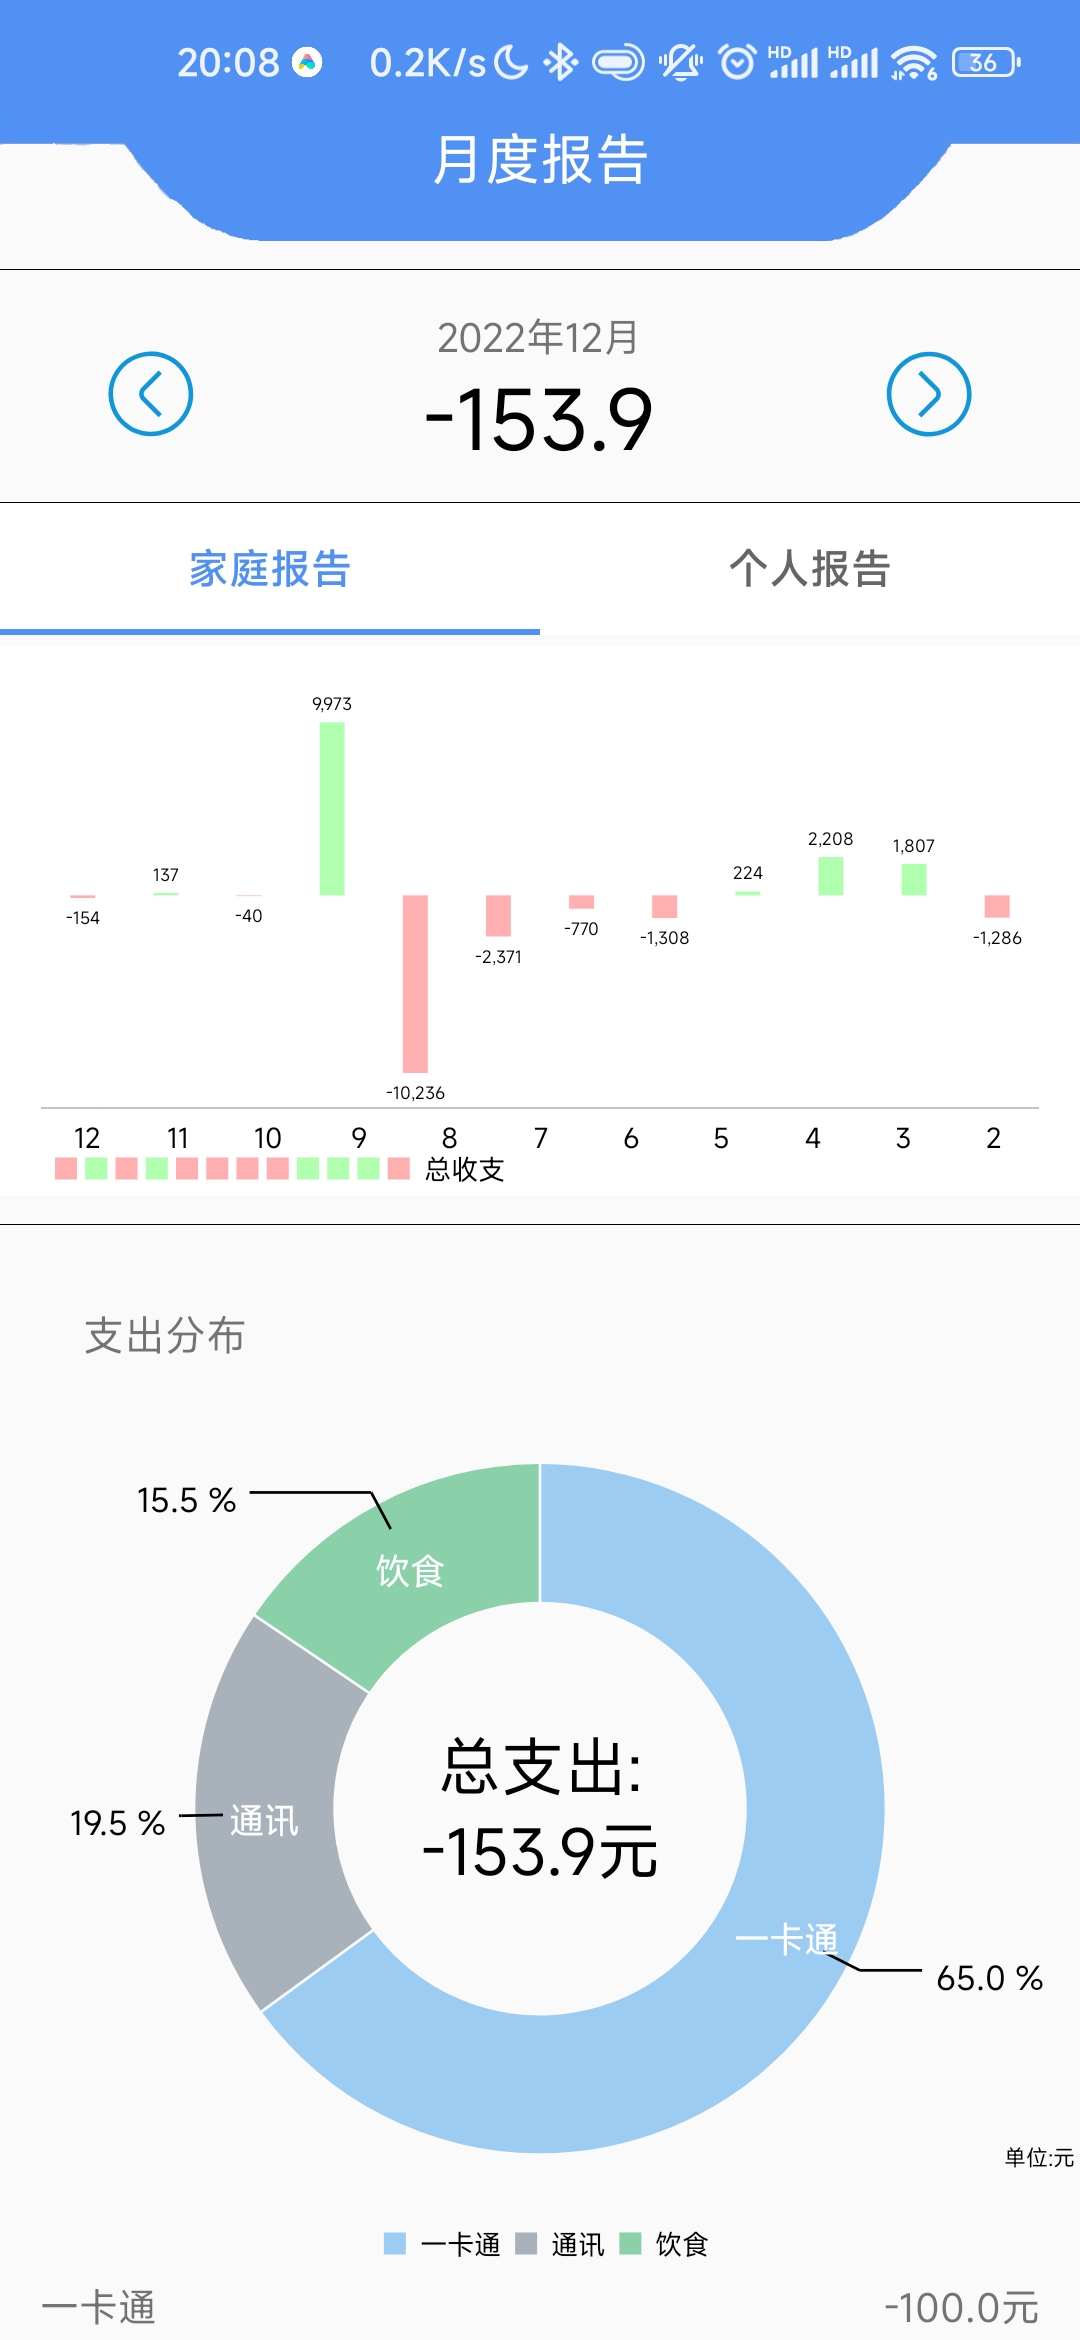 20:08 0.2K/s HD HD 6 36
月度报告
2022年12月
-153.9
家庭报告 个人报告
9,973
2,208
1,807
137
224
-154
-40
-770
-1,308
-1,286
-2,371
-10,236
12 11 10 9 8 7 6 5 4 3 2
总收支
支出分布
15.5 %
饮食
总支出:
19.5 %
通讯
-153.9元
一卡通
65.0 %
单位:元
一卡通 通讯 饮食
一卡通 -100.0元